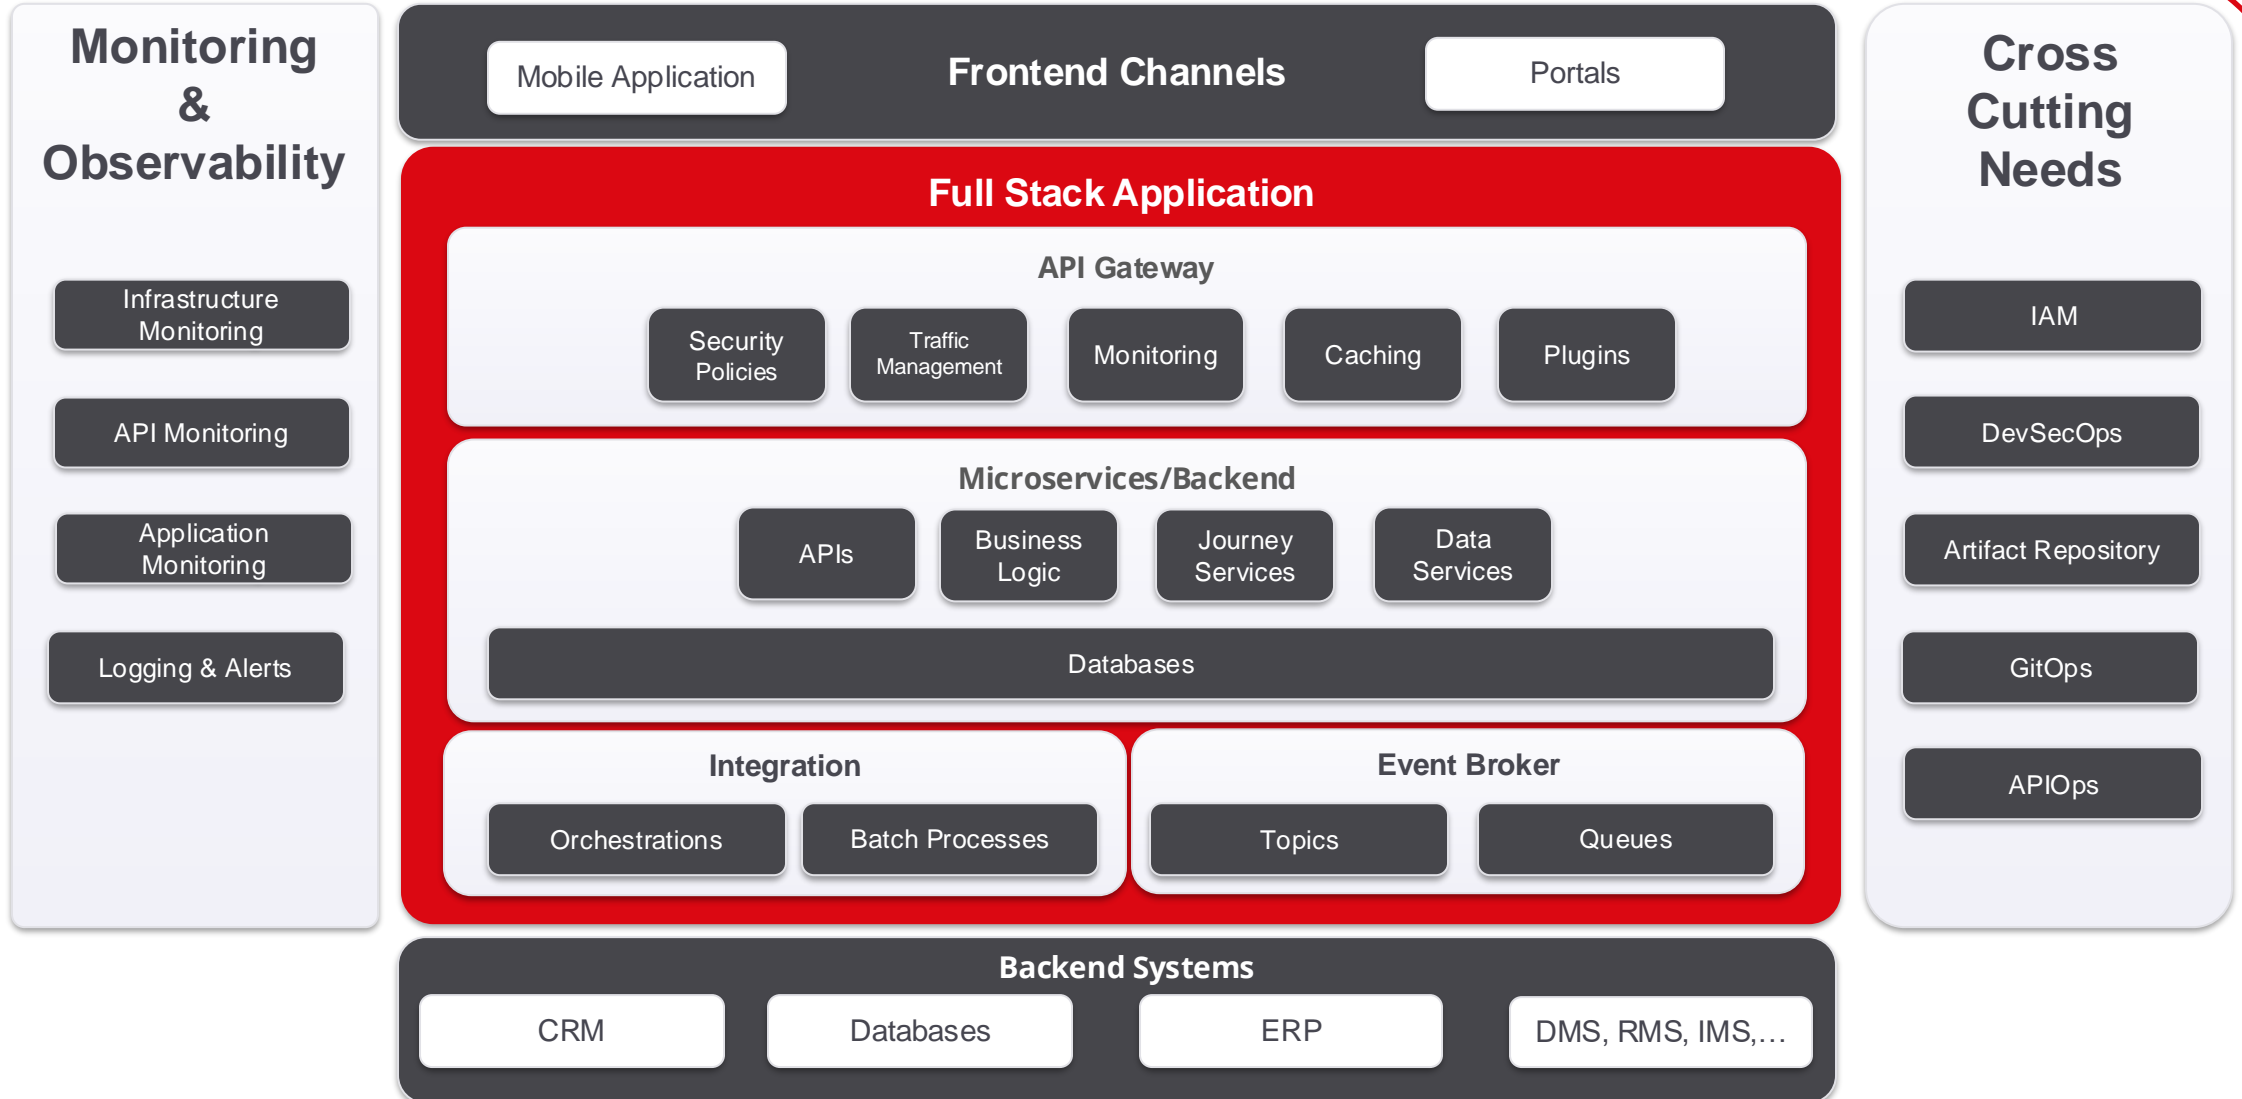 Monitoring
&
Observability
Infrastructure
Monitoring
API Monitoring
Application
Monitoring
Logging & Alerts
Frontend Channels
Mobile Application
Portals
Full Stack Application
API Gateway
Security
Policies
Traffic
Management
Monitoring
Caching
Plugins
Microservices/Backend
APIs
Business
Logic
Journey
Services
Data
Services
Databases
Integration
Orchestrations
Batch Processes
Event Broker
Topics
Queues
Backend Systems
CRM
Databases
ERP
DMS, RMS, IMS,...
Cross
Cutting
Needs
IAM
DevSecOps
Artifact Repository
GitOps
APIOps